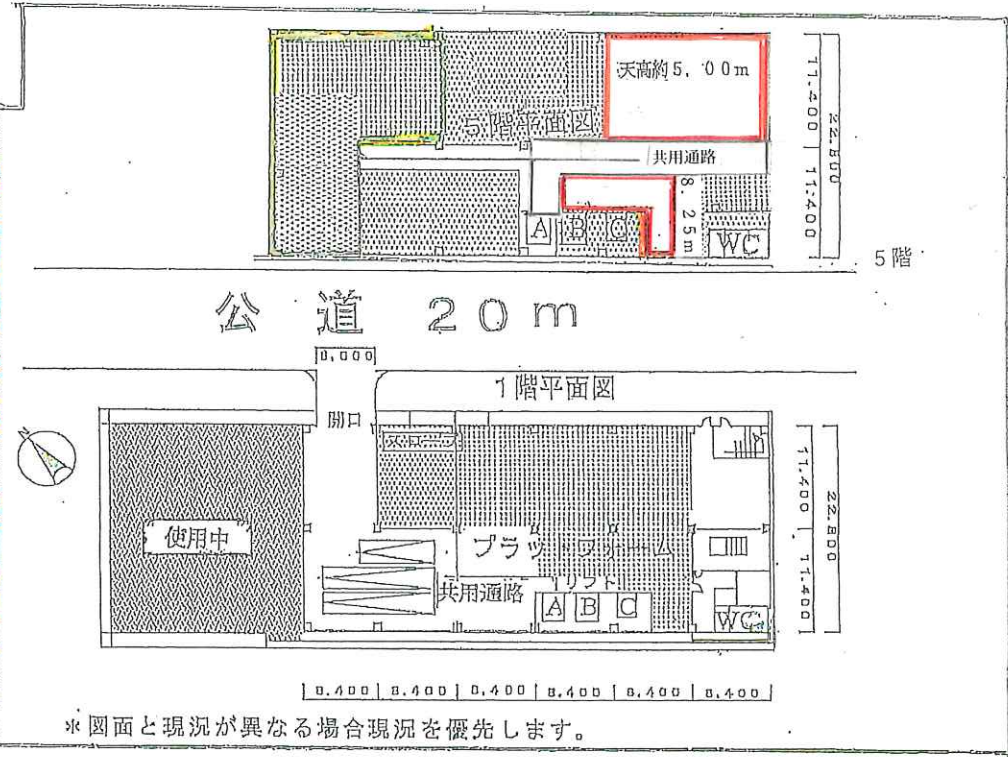 天高約5.00m
5階平面図
共用通路
8.25m
A B C
WC
11.400 11.400
22.800
5階
公道 20m
8,000
1階平面図
開口
スロープ
N
使用中
プラットフォーム
リフト
共用通路
A B C
WC
11.400 11.400
22.800
8.400 8.400 8.400 8.400 8.400 8.400
※図面と現況が異なる場合現況を優先します。